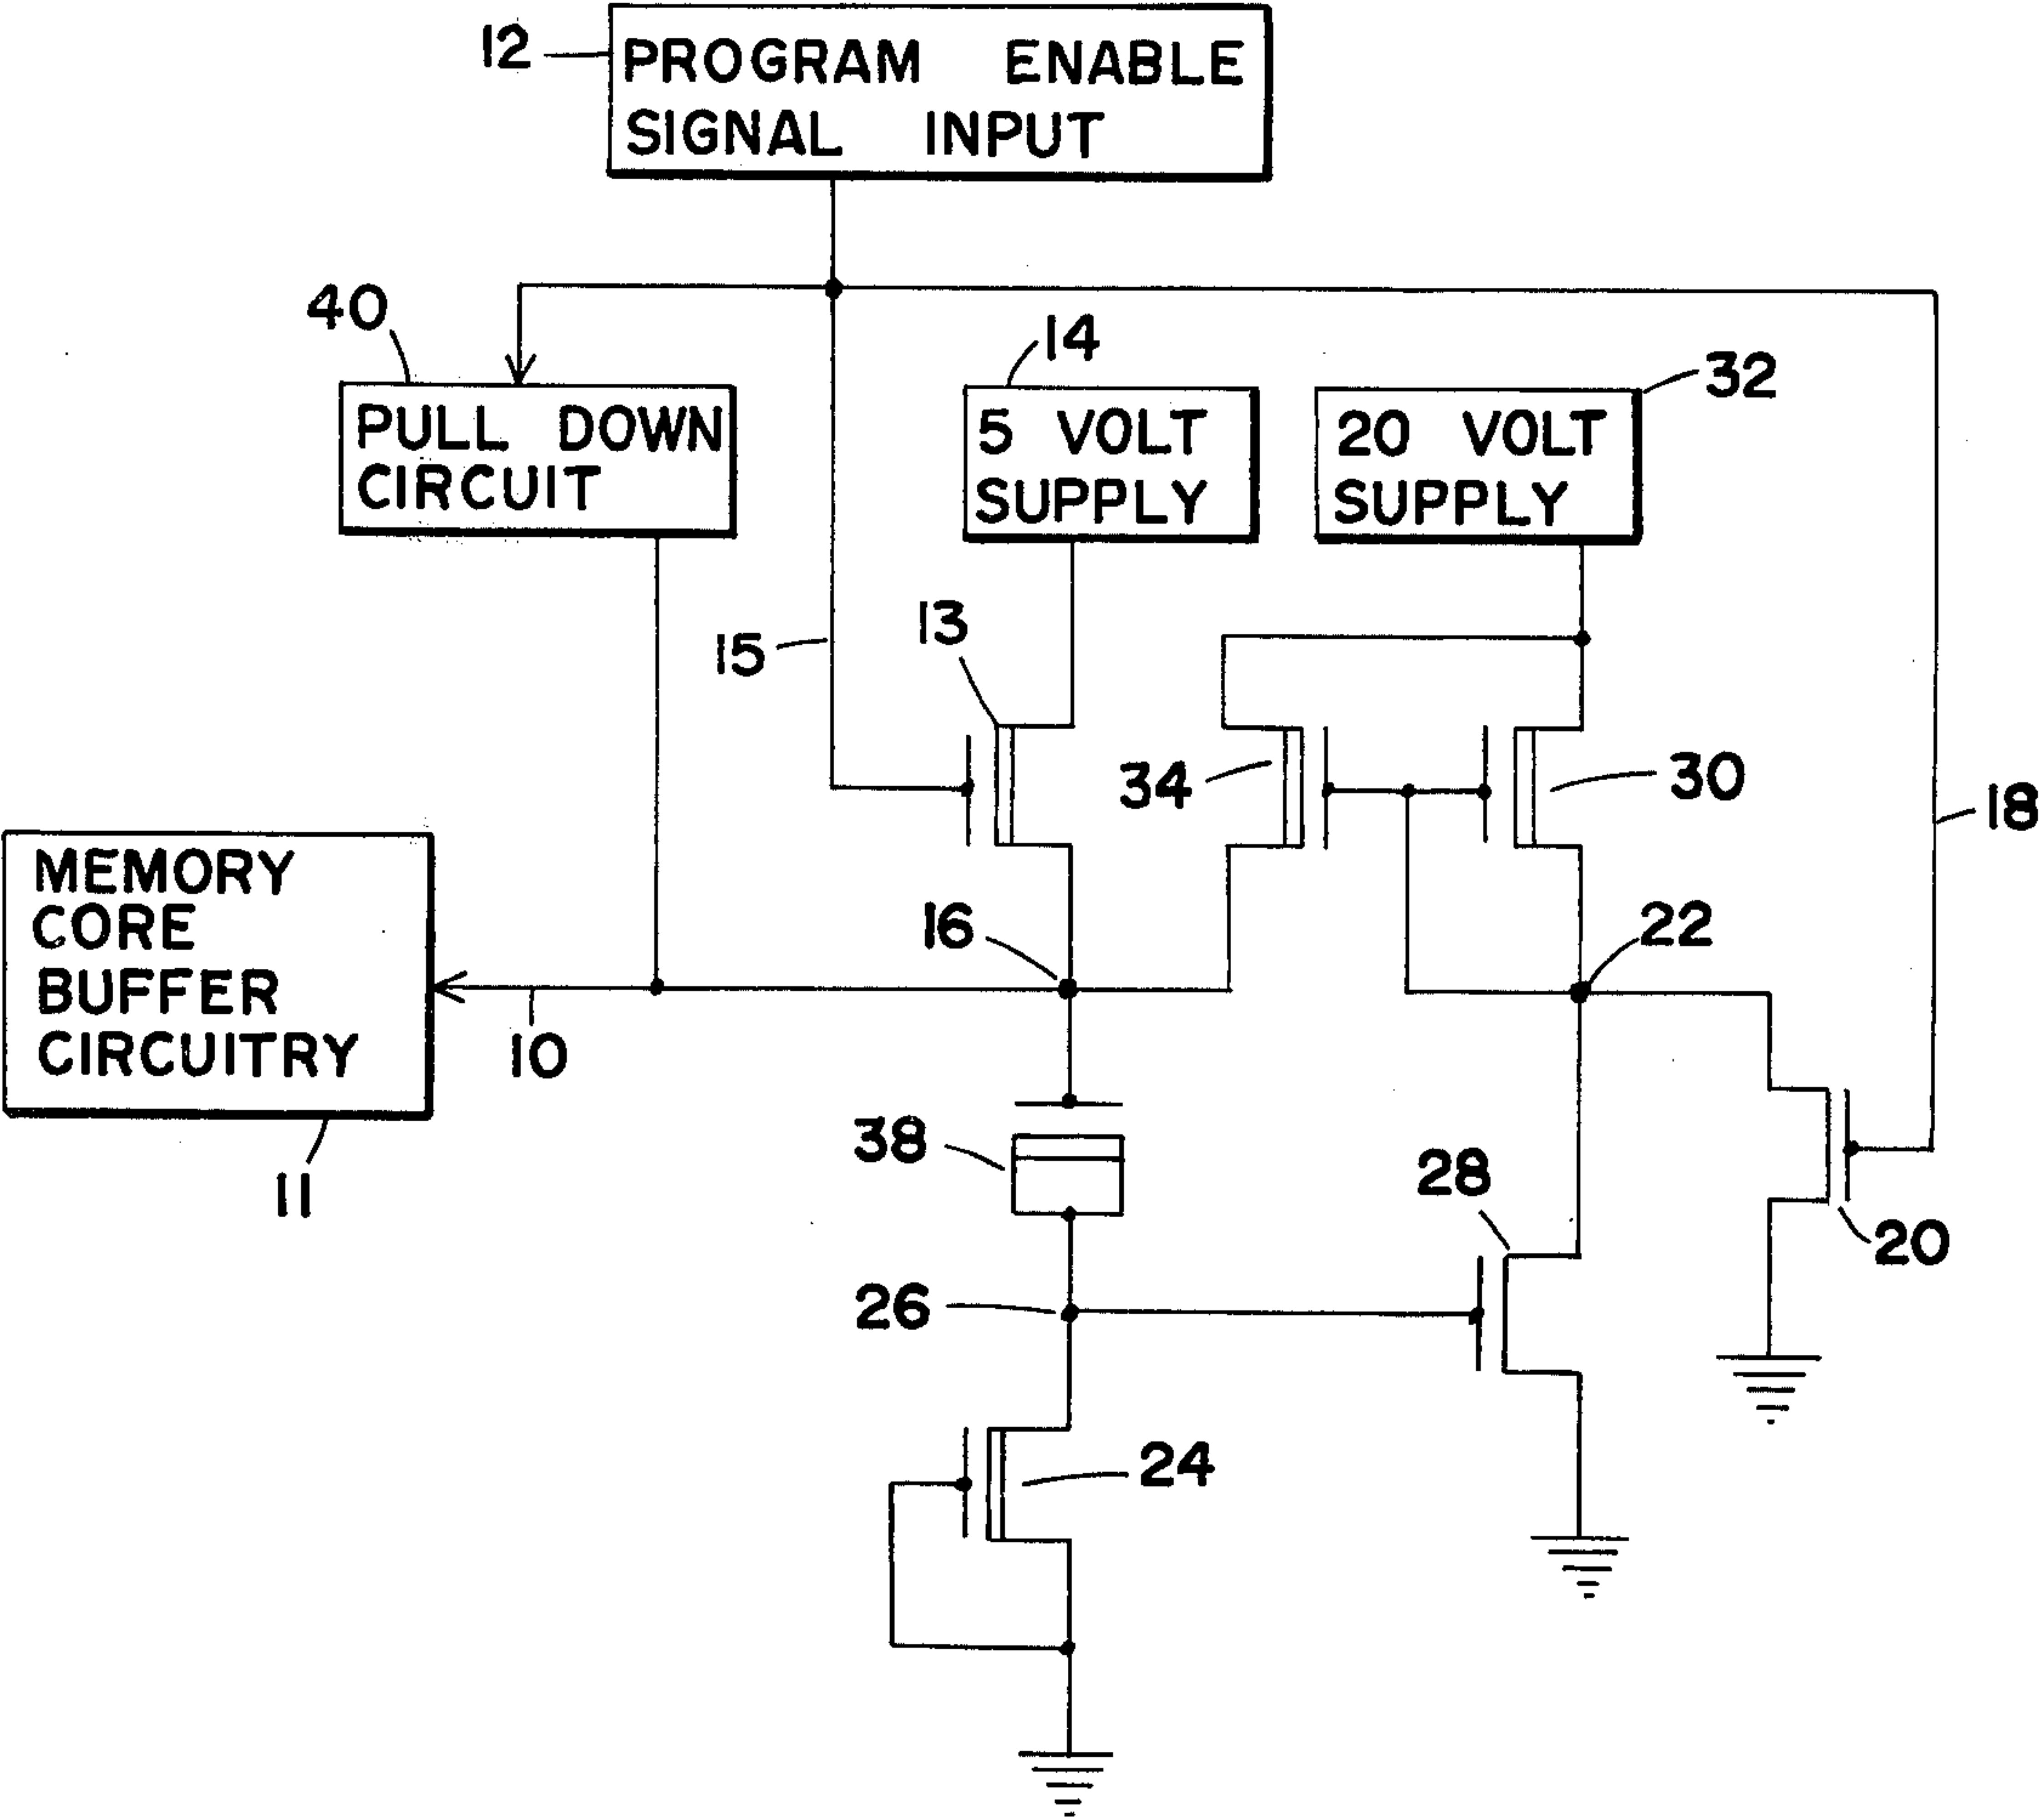 12
PROGRAM ENABLE
SIGNAL INPUT
40
14
32
PULL DOWN
CIRCUIT
5 VOLT
SUPPLY
20 VOLT
SUPPLY
13
15
34
30
18
MEMORY
CORE
BUFFER
CIRCUITRY
16
22
10
38
11
28
20
26
24